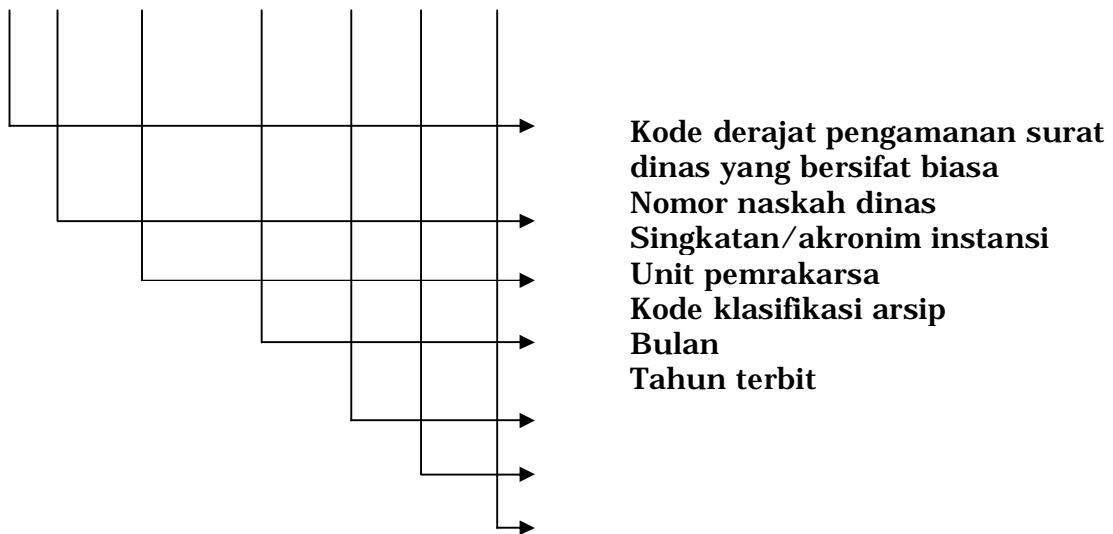 Kode derajat pengamanan surat
dinas yang bersifat biasa
Nomor naskah dinas
Singkatan/akronim instansi
Unit pemrakarsa
Kode klasifikasi arsip
Bulan
Tahun terbit